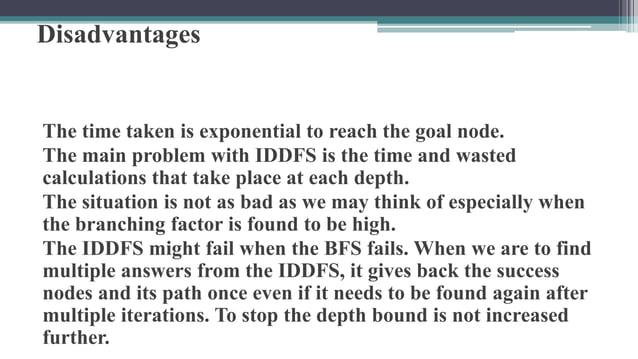 Disadvantages
The time taken is exponential to reach the goal node.
The main problem with IDDFS is the time and wasted
calculations that take place at each depth.
The situation is not as bad as we may think of especially when
the branching factor is found to be high.
The IDDFS might fail when the BFS fails. When we are to find
multiple answers from the IDDFS, it gives back the success
nodes and its path once even if it needs to be found again after
multiple iterations. To stop the depth bound is not increased
further.